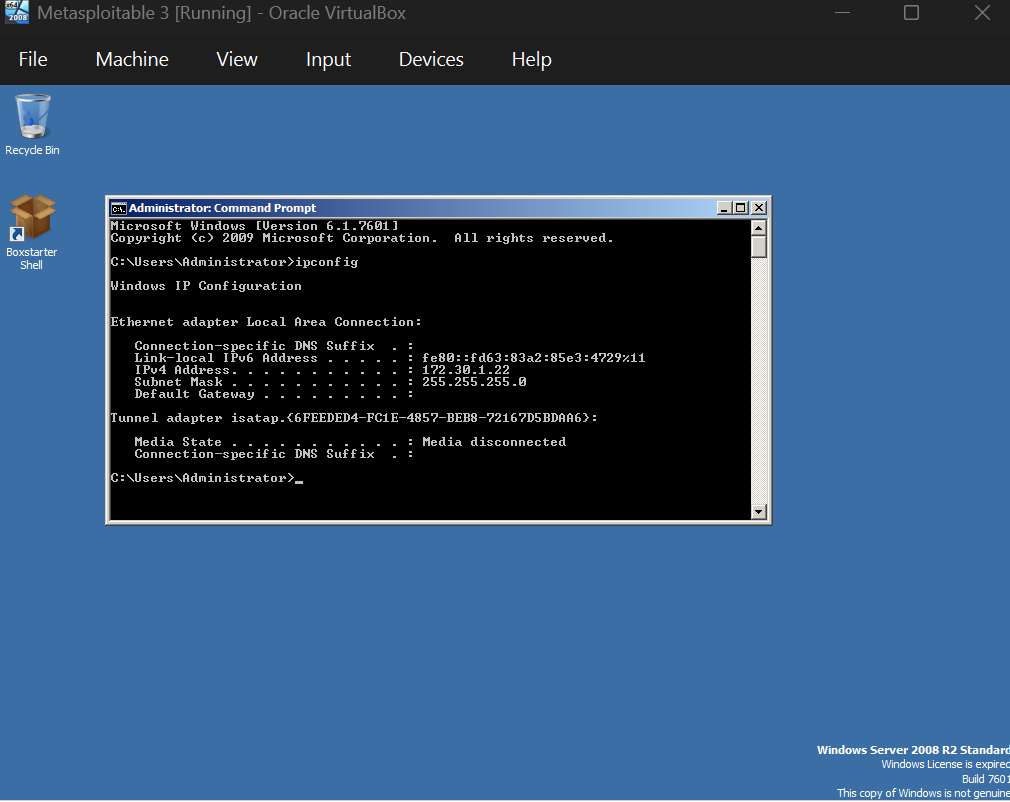 Metasploitable 3 [Running] - Oracle VirtualBox
File Machine View Input Devices Help
Recycle Bin
Boxstarter
Shell
Administrator: Command Prompt
Microsoft Windows [Version 6.1.7601]
Copyright (c) 2009 Microsoft Corporation.  All rights reserved.
C:\Users\Administrator>ipconfig
Windows IP Configuration
Ethernet adapter Local Area Connection:
   Connection-specific DNS Suffix  . :
   Link-local IPv6 Address . . . . . : fe80::fd63:83a2:85e3:4729%11
   IPv4 Address. . . . . . . . . . . : 172.30.1.22
   Subnet Mask . . . . . . . . . . . : 255.255.255.0
   Default Gateway . . . . . . . . . :
Tunnel adapter isatap.{6FEEDED4-FC1E-4857-BEB8-72167D5BDAA6}:
   Media State . . . . . . . . . . . : Media disconnected
   Connection-specific DNS Suffix  . :
C:\Users\Administrator>_
Windows Server 2008 R2 Standard
Windows License is expired
Build 7601
This copy of Windows is not genuine